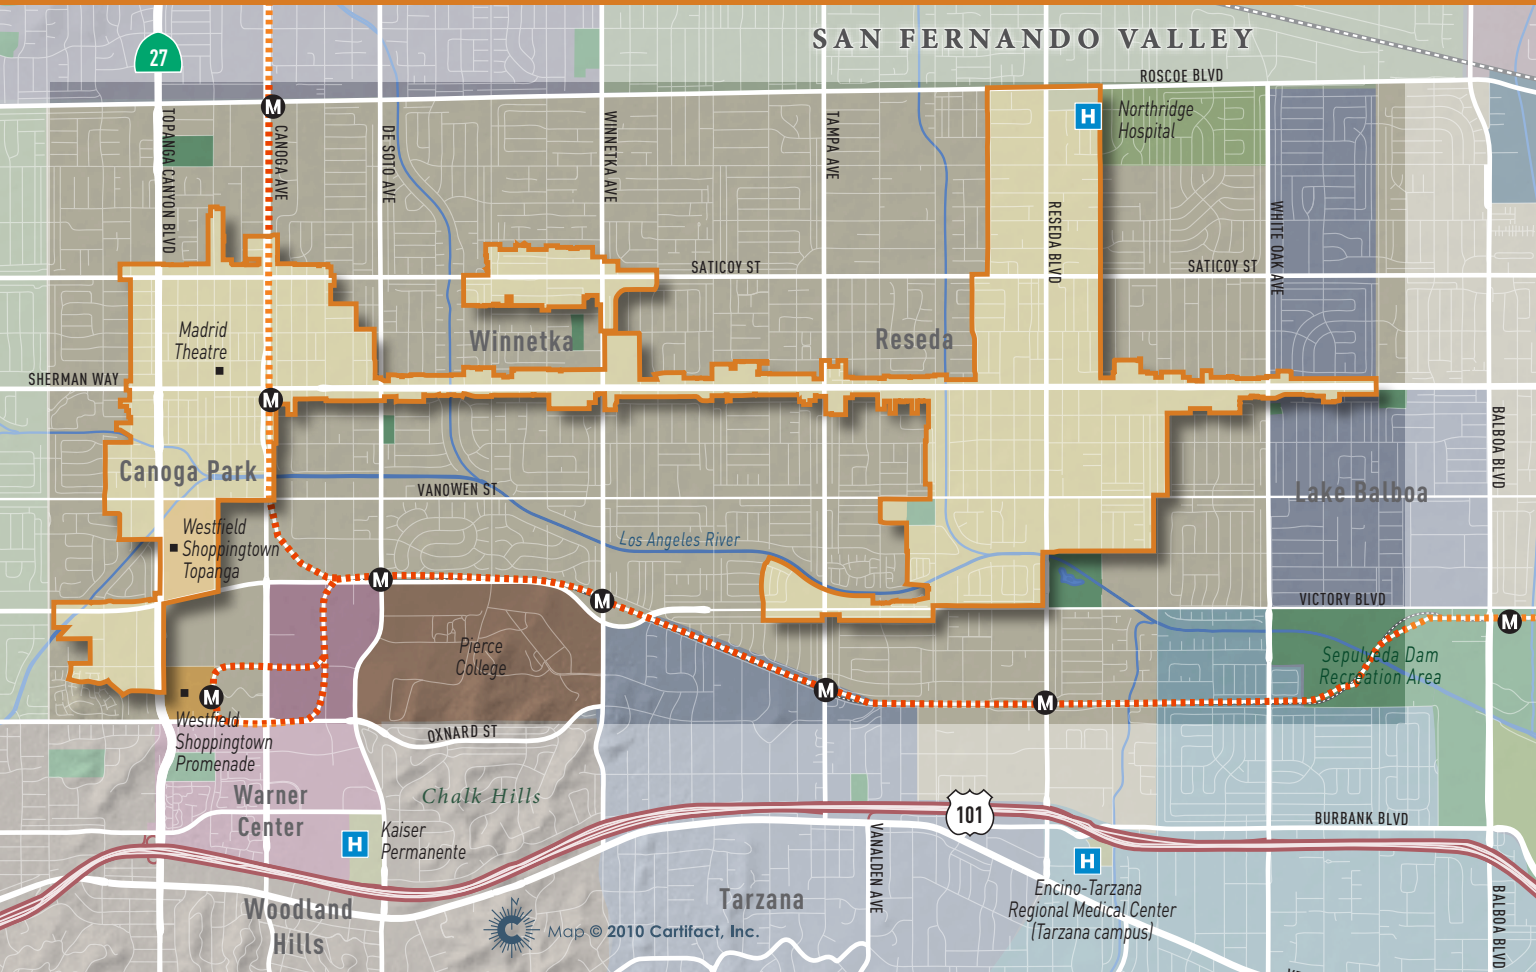 SAN FERNANDO VALLEY
27
ROSCOE BLVD
M
Northridge
Hospital
H
TOPANGA CANYON BLVD
CANOGA AVE
DE SOTO AVE
WINNETKA AVE
TAMPA AVE
RESEDA BLVD
WHITE OAK AVE
SATICOY ST
SATICOY ST
Madrid
Theatre
Winnetka
Reseda
SHERMAN WAY
M
Canoga Park
VANOWEN ST
Lake Balboa
BALBOA BLVD
Westfield
Shoppingtown
Topanga
Los Angeles River
M
M
VICTORY BLVD
M
Pierce
College
Sepulveda Dam
Recreation Area
M
M
M
Westfield
Shoppingtown
Promenade
OXNARD ST
Warner
Center
Chalk Hills
101
BURBANK BLVD
H
Kaiser
Permanente
VANALDEN AVE
H
Encino-Tarzana
Regional Medical Center
(Tarzana campus)
Woodland
Hills
Tarzana
BALBOA BLVD
C
Map © 2010 Cartifact, Inc.